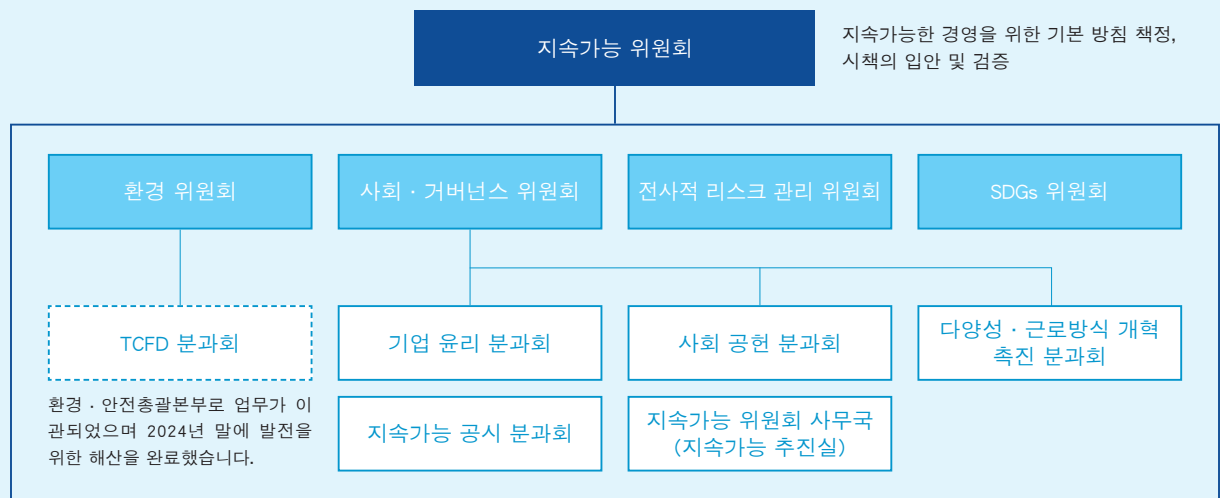 지속가능 위원회
지속가능한 경영을 위한 기본 방침 책정,
시책의 입안 및 검증
환경 위원회
사회 · 거버넌스 위원회
전사적 리스크 관리 위원회
SDGs 위원회
TCFD 분과회
기업 윤리 분과회
사회 공헌 분과회
다양성 · 근로방식 개혁
촉진 분과회
환경 · 안전총괄본부로 업무가 이
관되었으며 2024년 말에 발전을
위한 해산을 완료했습니다.
지속가능 공시 분과회
지속가능 위원회 사무국
(지속가능 추진실)